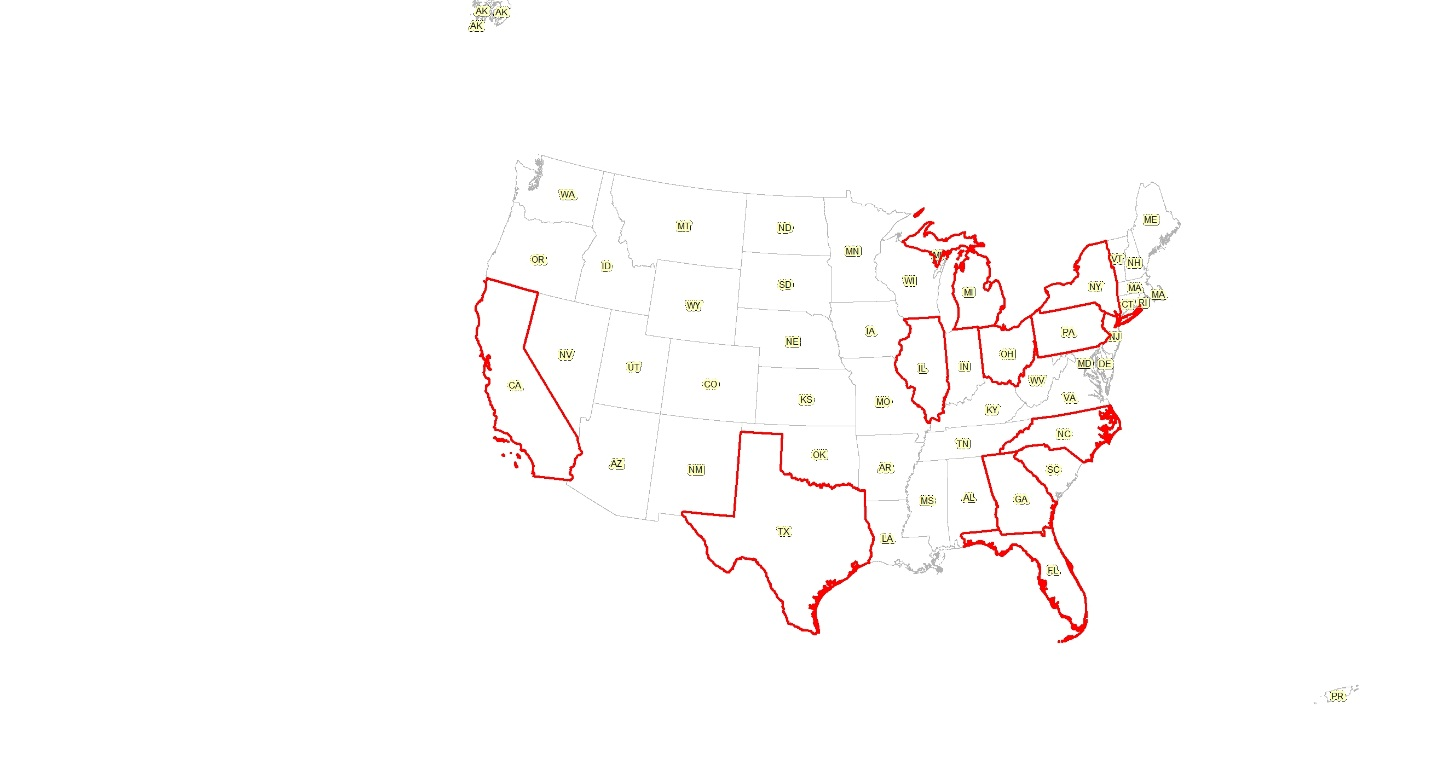 AK AK
AK
WA
ME
MT
ND
MN
OR
ID
MI
VT
NH
SD
WI
NY
MA
MI
MA
WY
CT
RI
IA
PA
NJ
NE
NV
OH
UT
IL
IN
MD
DE
CO
WV
CA
KS
MO
VA
KY
NC
TN
OK
AZ
NM
AR
SC
MS
AL
GA
TX
LA
FL
PR